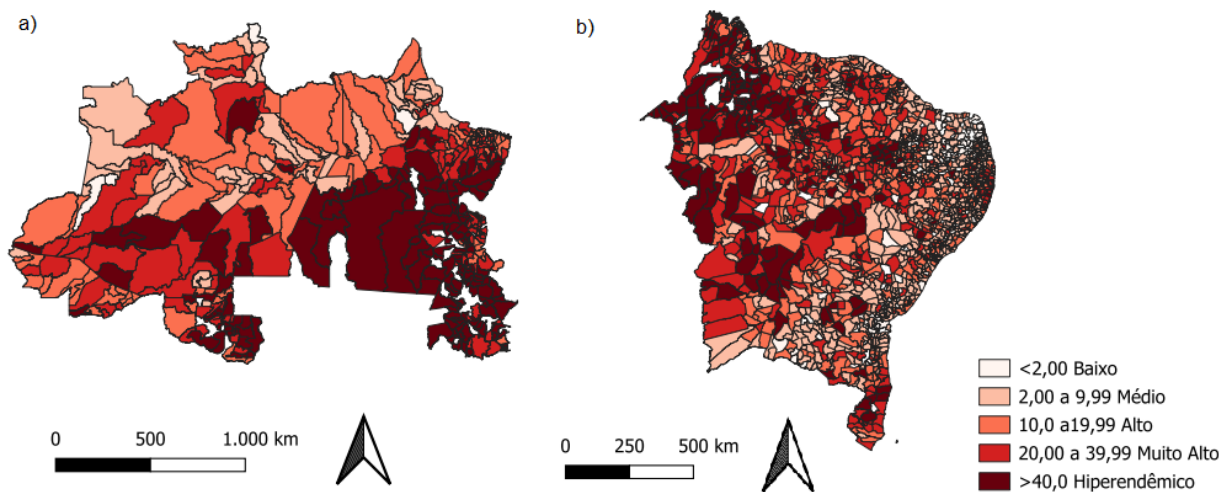 a)
b)
<2,00 Baixo
2,00 a 9,99 Médio
10,0 a19,99 Alto
20,00 a 39,99 Muito Alto
>40,0 Hiperendêmico
0 500 1.000 km
0 250 500 km